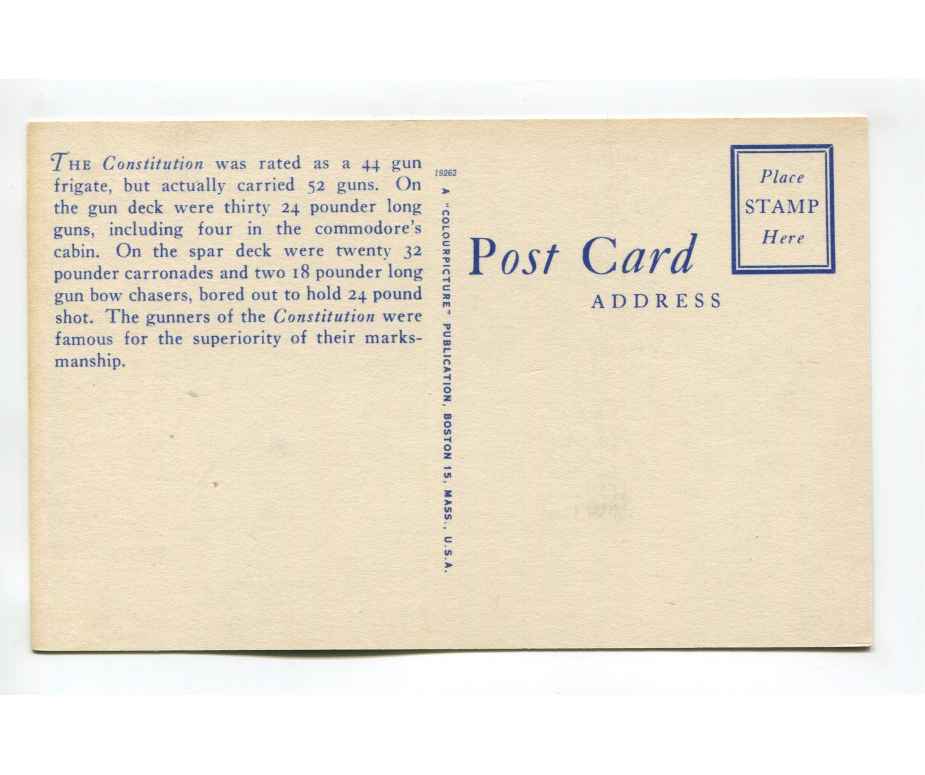 THE Constitution was rated as a 44 gun
frigate, but actually carried 52 guns. On
the gun deck were thirty 24 pounder long
guns, including four in the commodore's
cabin. On the spar deck were twenty 32
pounder carronades and two 18 pounder long
gun bow chasers, bored out to hold 24 pound
shot. The gunners of the Constitution were
famous for the superiority of their marks-
manship.
19262
A "COLOURPICTURE" PUBLICATION, BOSTON 15, MASS., U.S.A.
Post Card
ADDRESS
Place
STAMP
Here